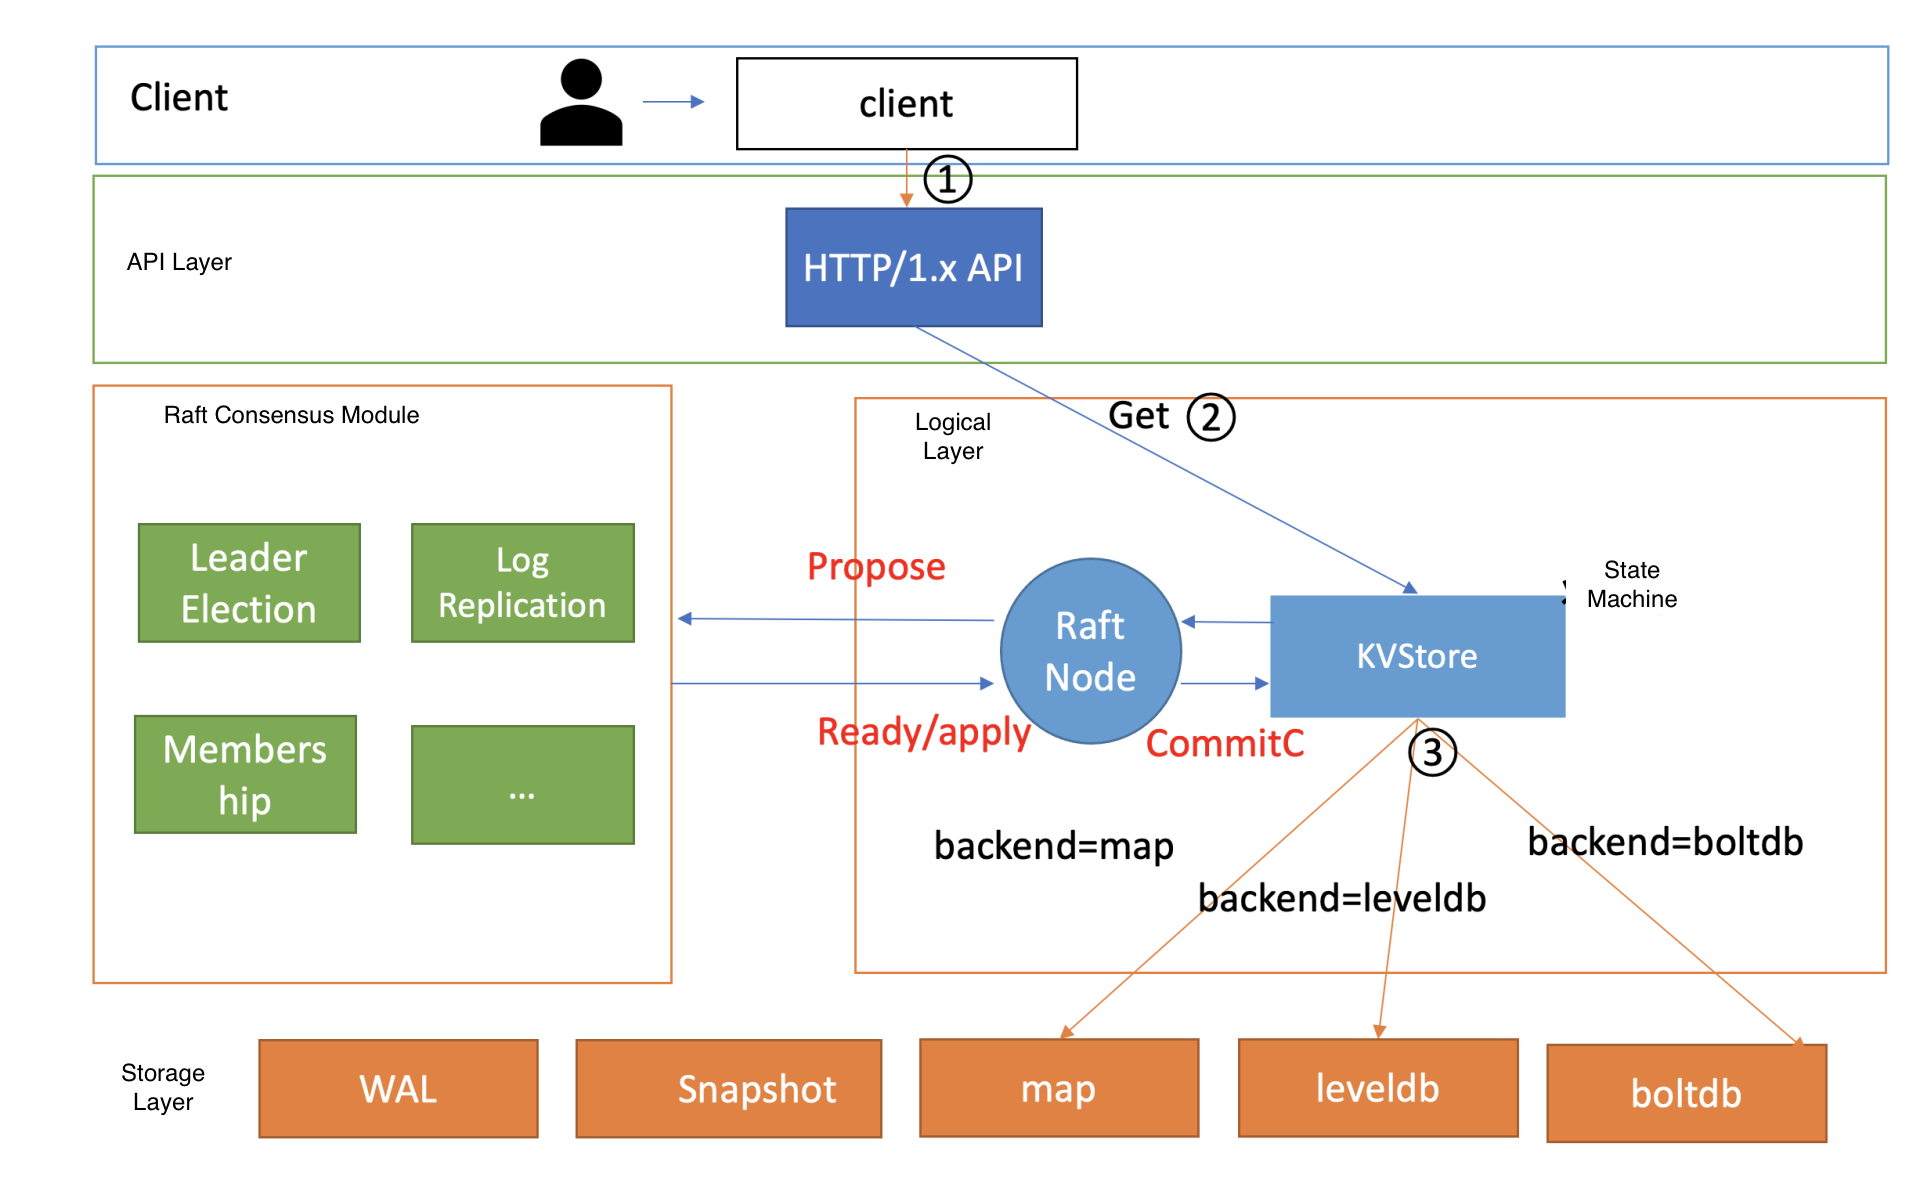 Client
client
①
API Layer
HTTP/1.x API
Raft Consensus Module
Logical
Layer
Get ②
Leader
Election
Log
Replication
Members
hip
...
Propose
Ready/apply
Raft
Node
CommitC
KVStore
State
Machine
③
backend=map
backend=leveldb
backend=boltdb
Storage
Layer
WAL
Snapshot
map
leveldb
boltdb